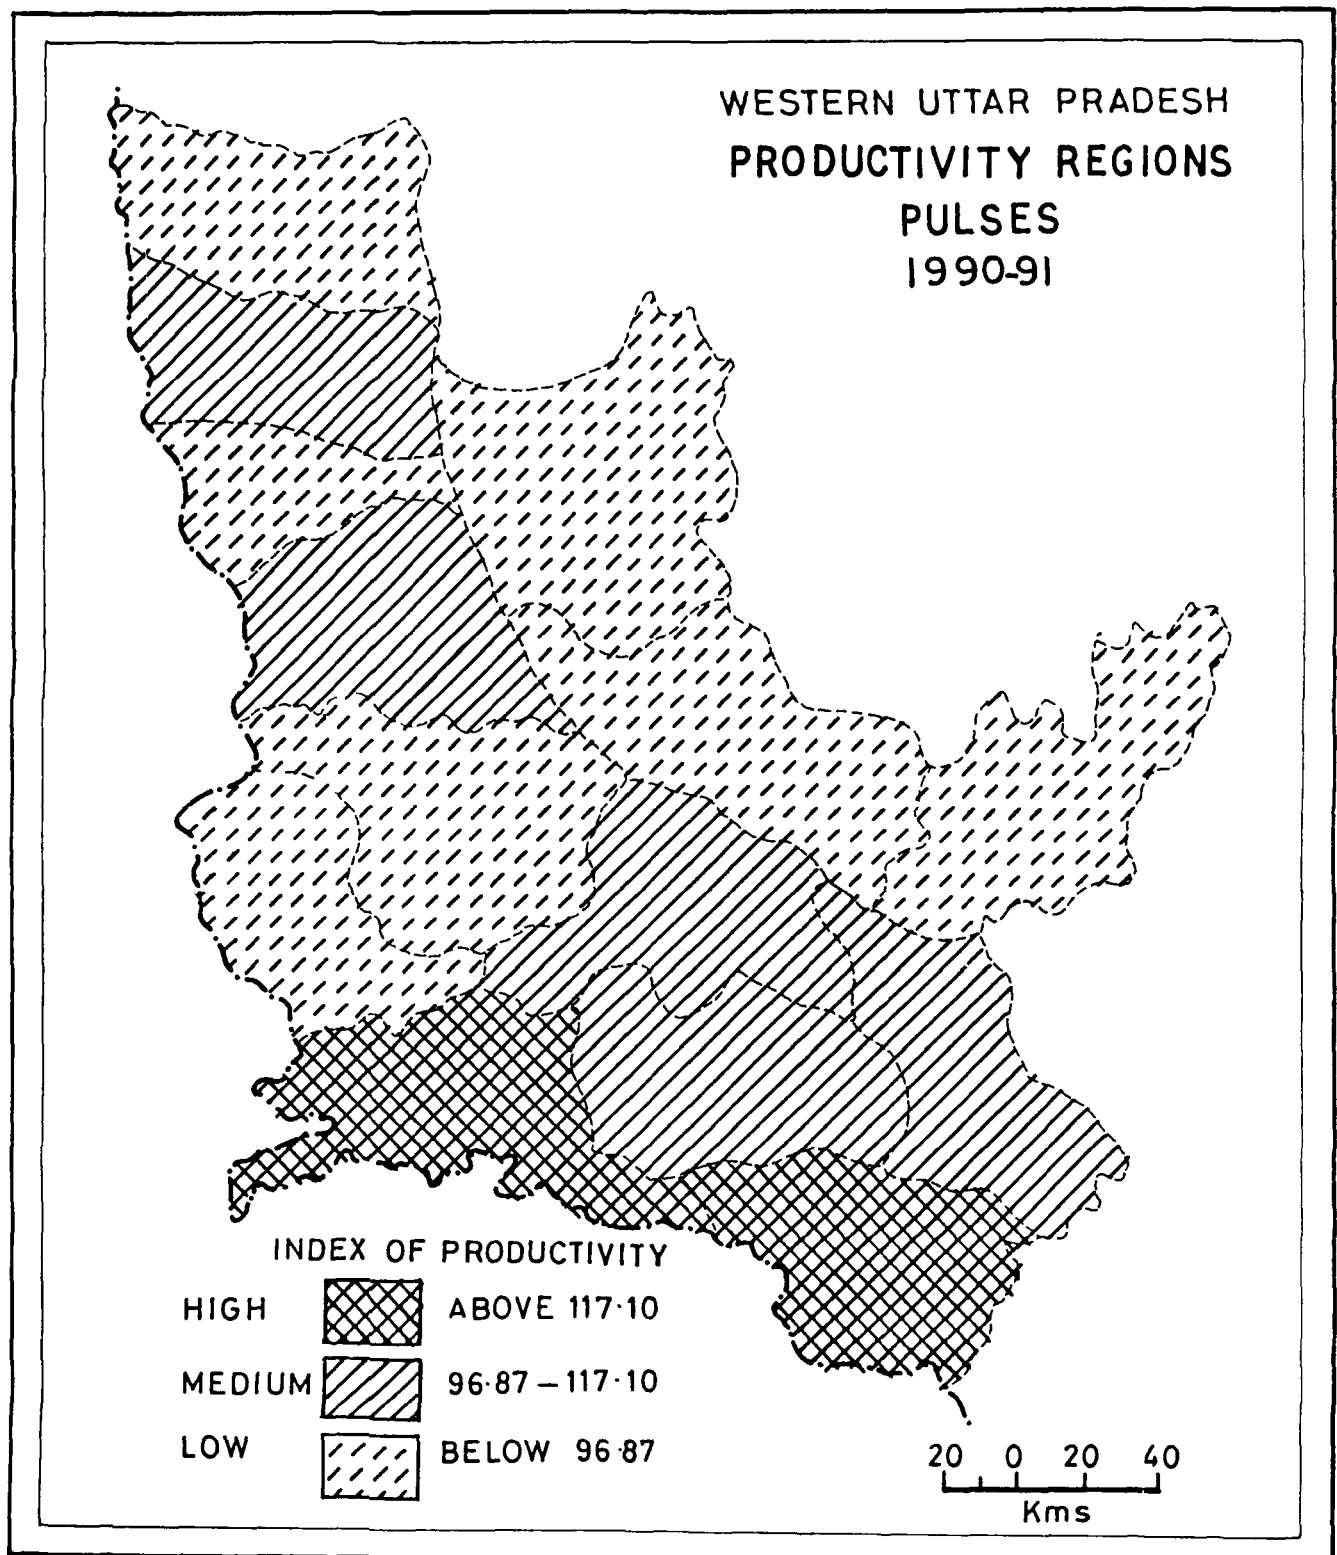 WESTERN UTTAR PRADESH
PRODUCTIVITY REGIONS
PULSES
1990-91
INDEX OF PRODUCTIVITY
HIGH ABOVE 117·10
MEDIUM 96·87 – 117·10
LOW BELOW 96·87
20 0 20 40
Kms